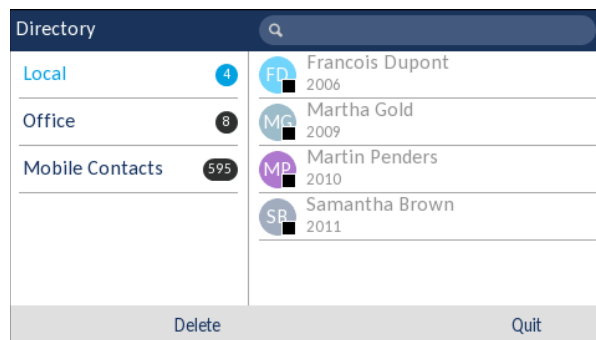 Directory
Local 4
Office 8
Mobile Contacts 595
FD Francois Dupont
2006
MG Martha Gold
2009
MP Martin Penders
2010
SB Samantha Brown
2011
Delete Quit